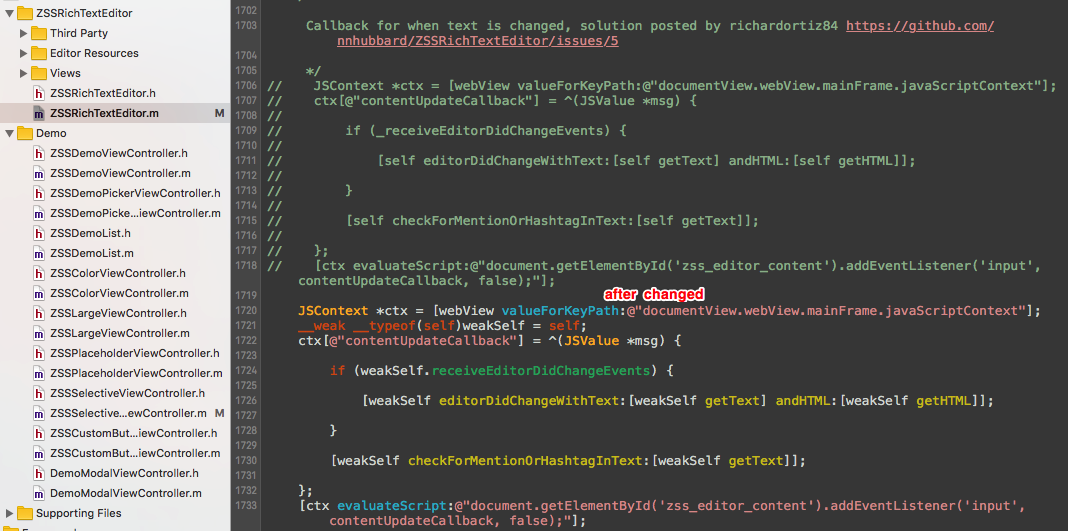 ZSSRichTextEditor
Third Party
Editor Resources
Views
ZSSRichTextEditor.h
ZSSRichTextEditor.m M
Demo
ZSSDemoViewController.h
ZSSDemoViewController.m
ZSSDemoPickerViewController.h
ZSSDemoPicke...iewController.m
ZSSDemoList.h
ZSSDemoList.m
ZSSColorViewController.h
ZSSColorViewController.m
ZSSLargeViewController.h
ZSSLargeViewController.m
ZSSPlaceholderViewController.h
ZSSPlaceholderViewController.m
ZSSSelectiveViewController.h
ZSSSelective...ewController.m M
ZSSCustomBut...iewController.h
ZSSCustomBut...iewController.m
DemoModalViewController.h
DemoModalViewController.m
Supporting Files
1702
1703 Callback for when text is changed, solution posted by richardortiz84 https://github.com/
nnhubbard/ZSSRichTextEditor/issues/5
1704
1705 */
1706 // JSContext *ctx = [webView valueForKeyPath:@"documentView.webView.mainFrame.javaScriptContext"];
1707 // ctx[@"contentUpdateCallback"] = ^(JSValue *msg) {
1708 //
1709 // if (_receiveEditorDidChangeEvents) {
1710 //
1711 // [self editorDidChangeWithText:[self getText] andHTML:[self getHTML]];
1712 //
1713 // }
1714 //
1715 // [self checkForMentionOrHashtagInText:[self getText]];
1716 //
1717 // };
1718 // [ctx evaluateScript:@"document.getElementById('zss_editor_content').addEventListener('input',
contentUpdateCallback, false);"];
1719
after changed
1720 JSContext *ctx = [webView valueForKeyPath:@"documentView.webView.mainFrame.javaScriptContext"];
1721 __weak __typeof(self)weakSelf = self;
1722 ctx[@"contentUpdateCallback"] = ^(JSValue *msg) {
1723
1724 if (weakSelf.receiveEditorDidChangeEvents) {
1725
1726 [weakSelf editorDidChangeWithText:[weakSelf getText] andHTML:[weakSelf getHTML]];
1727
1728 }
1729
1730 [weakSelf checkForMentionOrHashtagInText:[weakSelf getText]];
1731
1732 };
1733 [ctx evaluateScript:@"document.getElementById('zss_editor_content').addEventListener('input',
contentUpdateCallback, false);"];